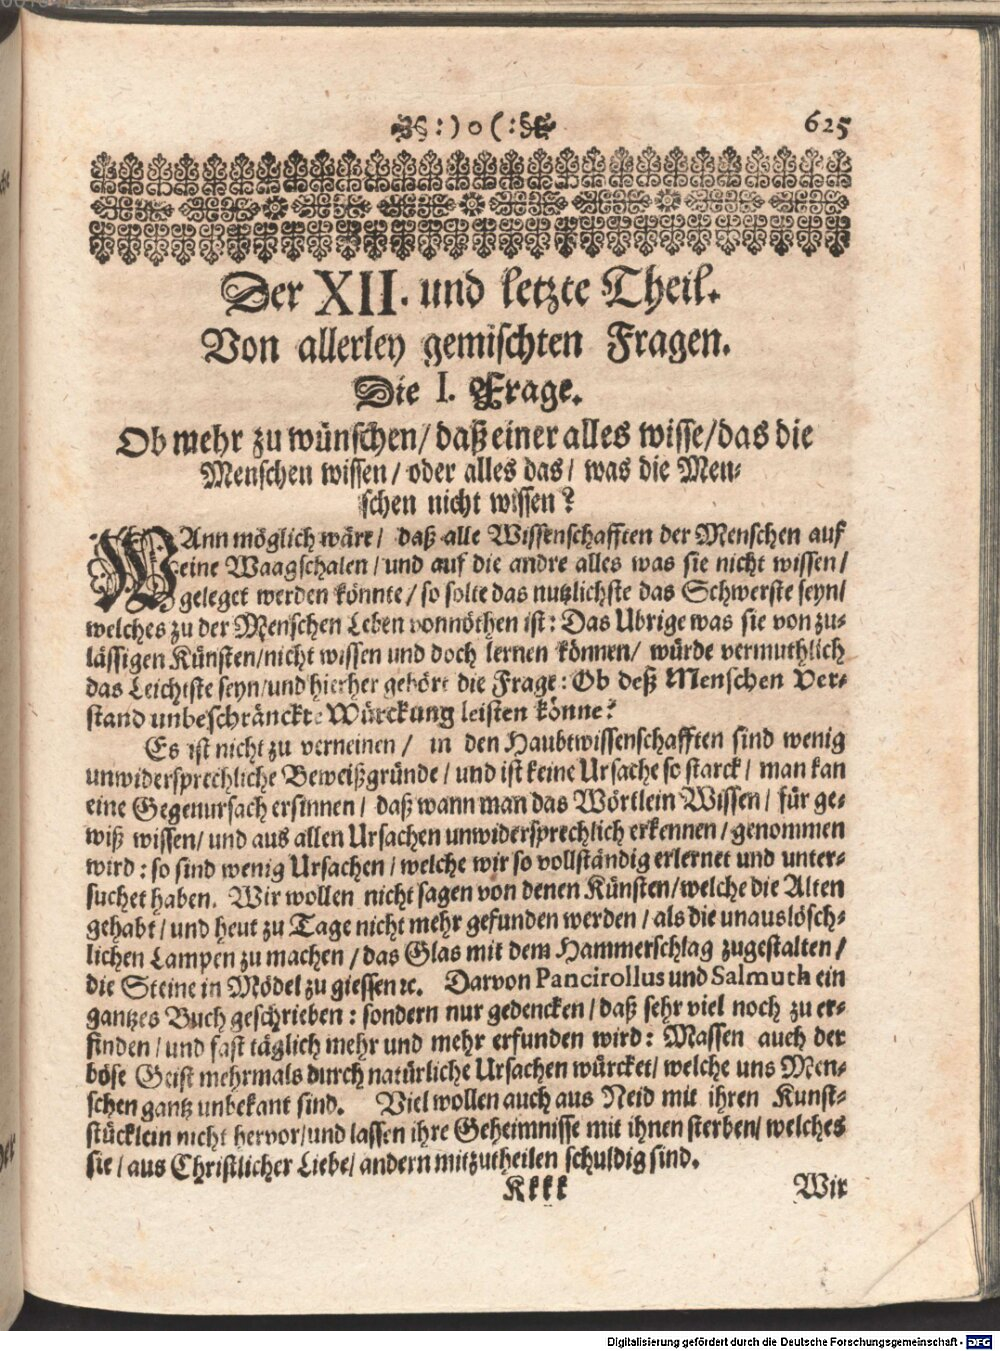 :) o (: 625
Der XII. und letzte Theil.
Von allerley gemischten Fragen.
Die I. Frage.
Ob mehr zu wünschen/ daß einer alles wisse/ das die
Menschen wissen/ oder alles das/ was die Men-
schen nicht wissen?
WAnn möglich wäre/ daß alle Wissenschafften der Menschen auf
eine Waagschalen/ und auf die andre alles was sie nicht wissen/
geleget werden könnte/ so solte das nutzlichste das Schwerste seyn/
welches zu der Menschen Leben vonnöthen ist: Das Ubrige was sie von zu-
lässigen Künsten/ nicht wissen und doch lernen können/ würde vermuthlich
das Leichtste seyn/ und hierher gehört die Frage: Ob deß Menschen Ver-
stand unbeschränckte Würckung leisten könne?
Es ist nicht zu verneinen/ in den Haubtwissenschafften sind wenig
unwidersprechliche Beweißgründe/ und ist keine Ursache so starck/ man kan
eine Gegenursach ersinnen/ daß wann man das Wörtlein Wissen/ für ge-
wiß wissen/ und aus allen Ursachen unwidersprechlich erkennen/ genommen
wird: so sind wenig Ursachen/ welche wir so vollständig erlernet und unter-
suchet haben. Wir wollen nicht sagen von denen Künsten/ welche die Alten
gehabt/ und heut zu Tage nicht mehr gefunden werden/ als die unauslösch-
lichen Lampen zu machen/ das Glas mit dem Hammerschlag zugestalten/
die Steine in Mödel zu giessen ꝛc. Darvon Pancirollus und Salmuth ein
gantzes Buch geschrieben: sondern nur gedencken/ daß sehr viel noch zu er-
finden/ und fast täglich mehr und mehr erfunden wird: Massen auch der
böse Geist mehrmals durch natürliche Ursachen würcket/ welche uns Men-
schen gantz unbekant sind. Viel wollen auch aus Neid mit ihren Kunst-
stücklein nicht hervor/ und lassen ihre Geheimnisse mit ihnen sterben/ welches
sie/ aus Christlicher Liebe/ andern mitzutheilen schuldig sind.
Kkkk Wir
Digitalisierung gefördert durch die Deutsche Forschungsgemeinschaft - DFG